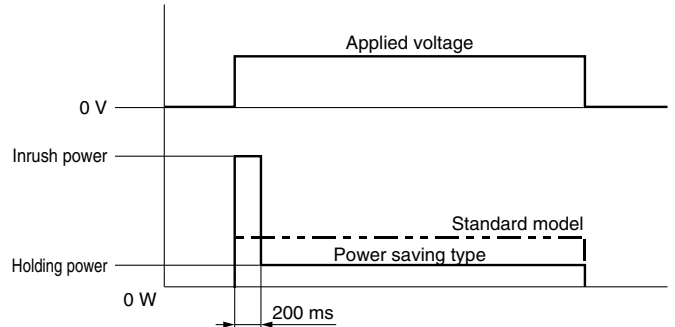 Applied voltage
0 V
Inrush power
Standard model
Holding power
Power saving type
0 W
200 ms